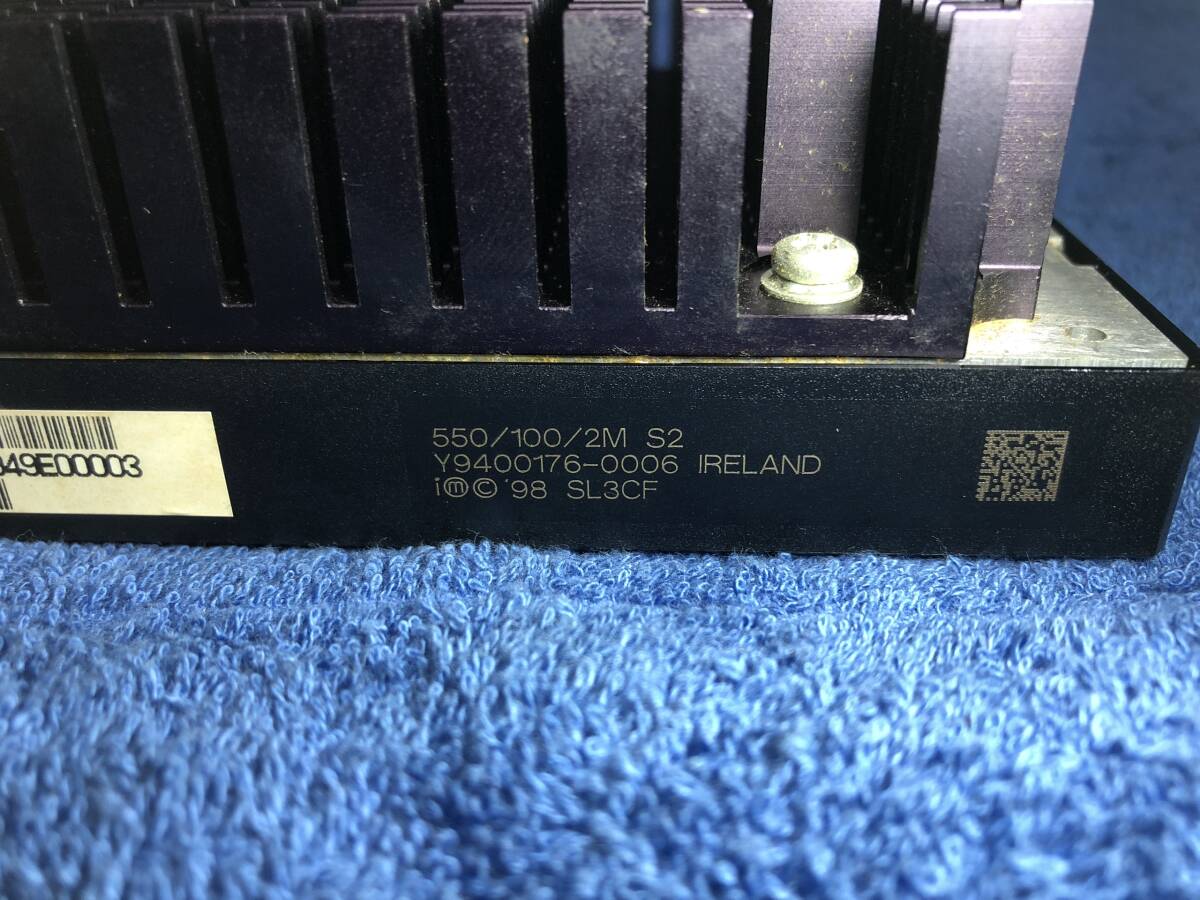 049E00003
550/100/2M S2
Y9400176-0006 IRELAND
i Ⓜ © '98 SL3CF